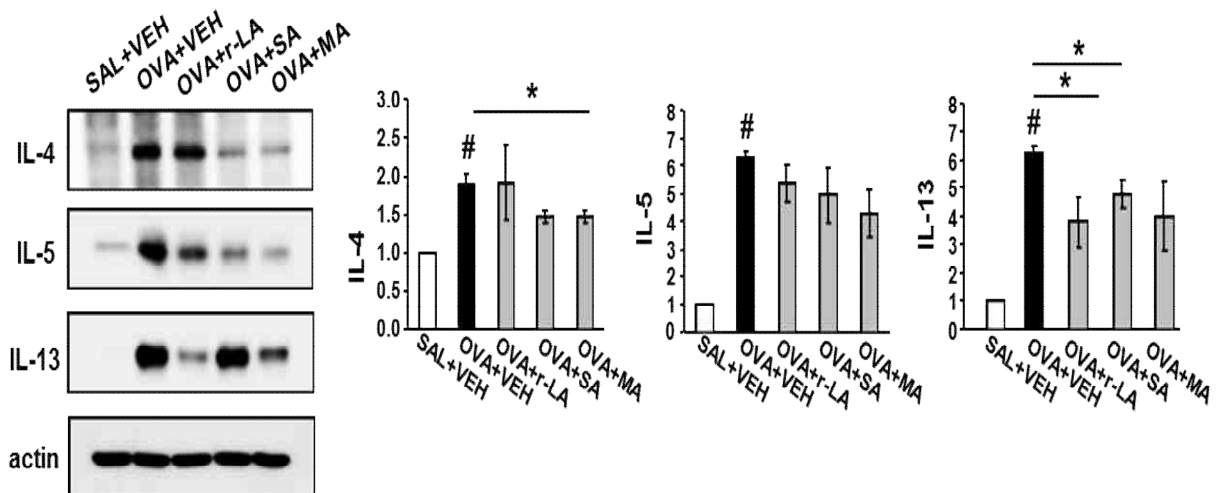 SAL+VEH
OVA+VEH
OVA+r-LA
OVA+SA
OVA+MA
IL-4
IL-5
IL-13
actin
*
#
3.0
2.5
2.0
1.5
1.0
0.5
0.0
IL-4
SAL+VEH
OVA+VEH
OVA+r-LA
OVA+SA
OVA+MA
#
8
7
6
5
4
3
2
1
0
IL-5
SAL+VEH
OVA+VEH
OVA+r-LA
OVA+SA
OVA+MA
*
*
#
8
6
4
2
1
0
IL-13
SAL+VEH
OVA+VEH
OVA+r-LA
OVA+SA
OVA+MA